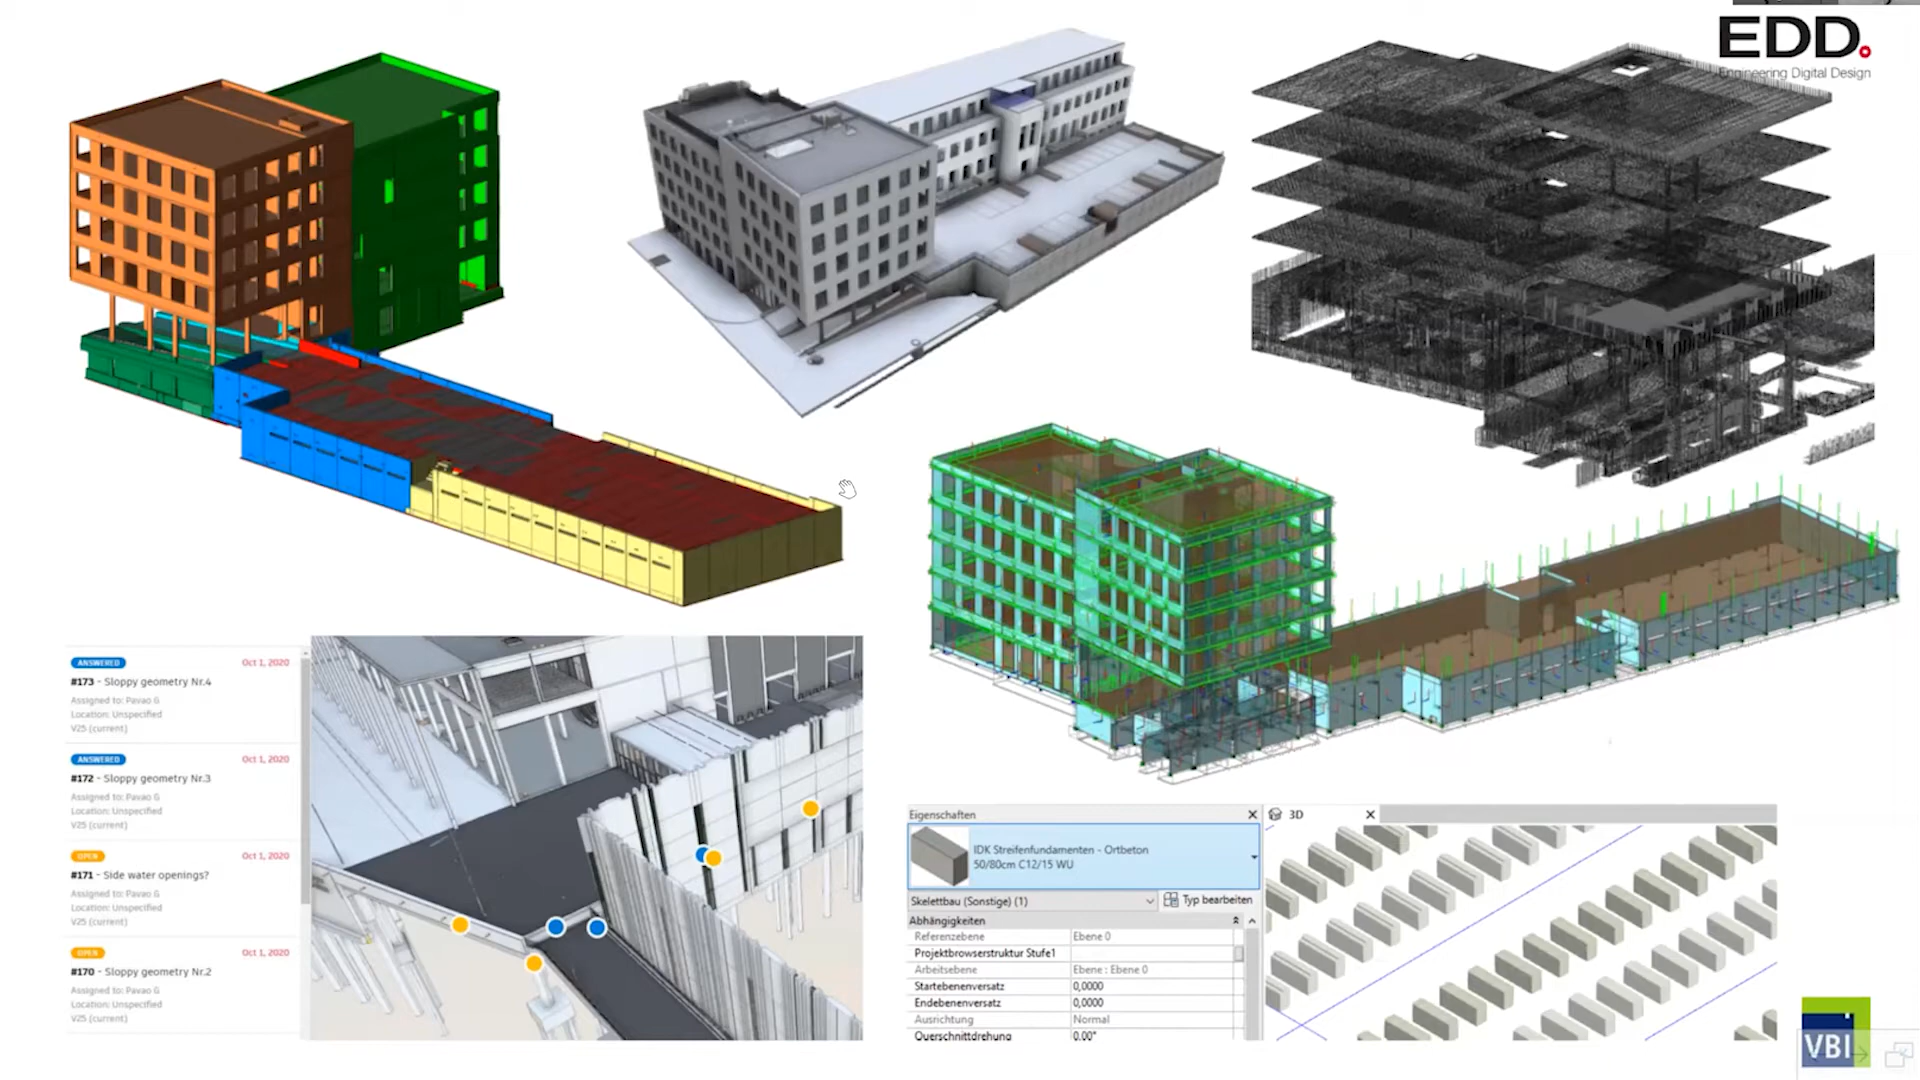 EDD.
Engineering Digital Design
ANSWERED
Oct 1, 2020
#173 - Sloppy geometry Nr.4
Assigned to: Pavao G
Location: Unspecified
V25 (current)
ANSWERED
Oct 1, 2020
#172 - Sloppy geometry Nr.3
Assigned to: Pavao G
Location: Unspecified
V25 (current)
OPEN
Oct 1, 2020
#171 - Side water openings?
Assigned to: Pavao G
Location: Unspecified
V25 (current)
OPEN
Oct 1, 2020
#170 - Sloppy geometry Nr.2
Assigned to: Pavao G
Location: Unspecified
V25 (current)
Eigenschaften
3D
IDK Streifenfundamenten - Ortbeton
50/80cm C12/15 WU
Skelettbau (Sonstige) (1)
Typ bearbeiten
Abhängigkeiten
Referenzebene Ebene 0
Projektbrowserstruktur Stufe1
Arbeitsebene Ebene : Ebene 0
Startebenenversatz 0,0000
Endebenenversatz 0,0000
Ausrichtung Normal
Querschnittdrehung 0.00°
VBI